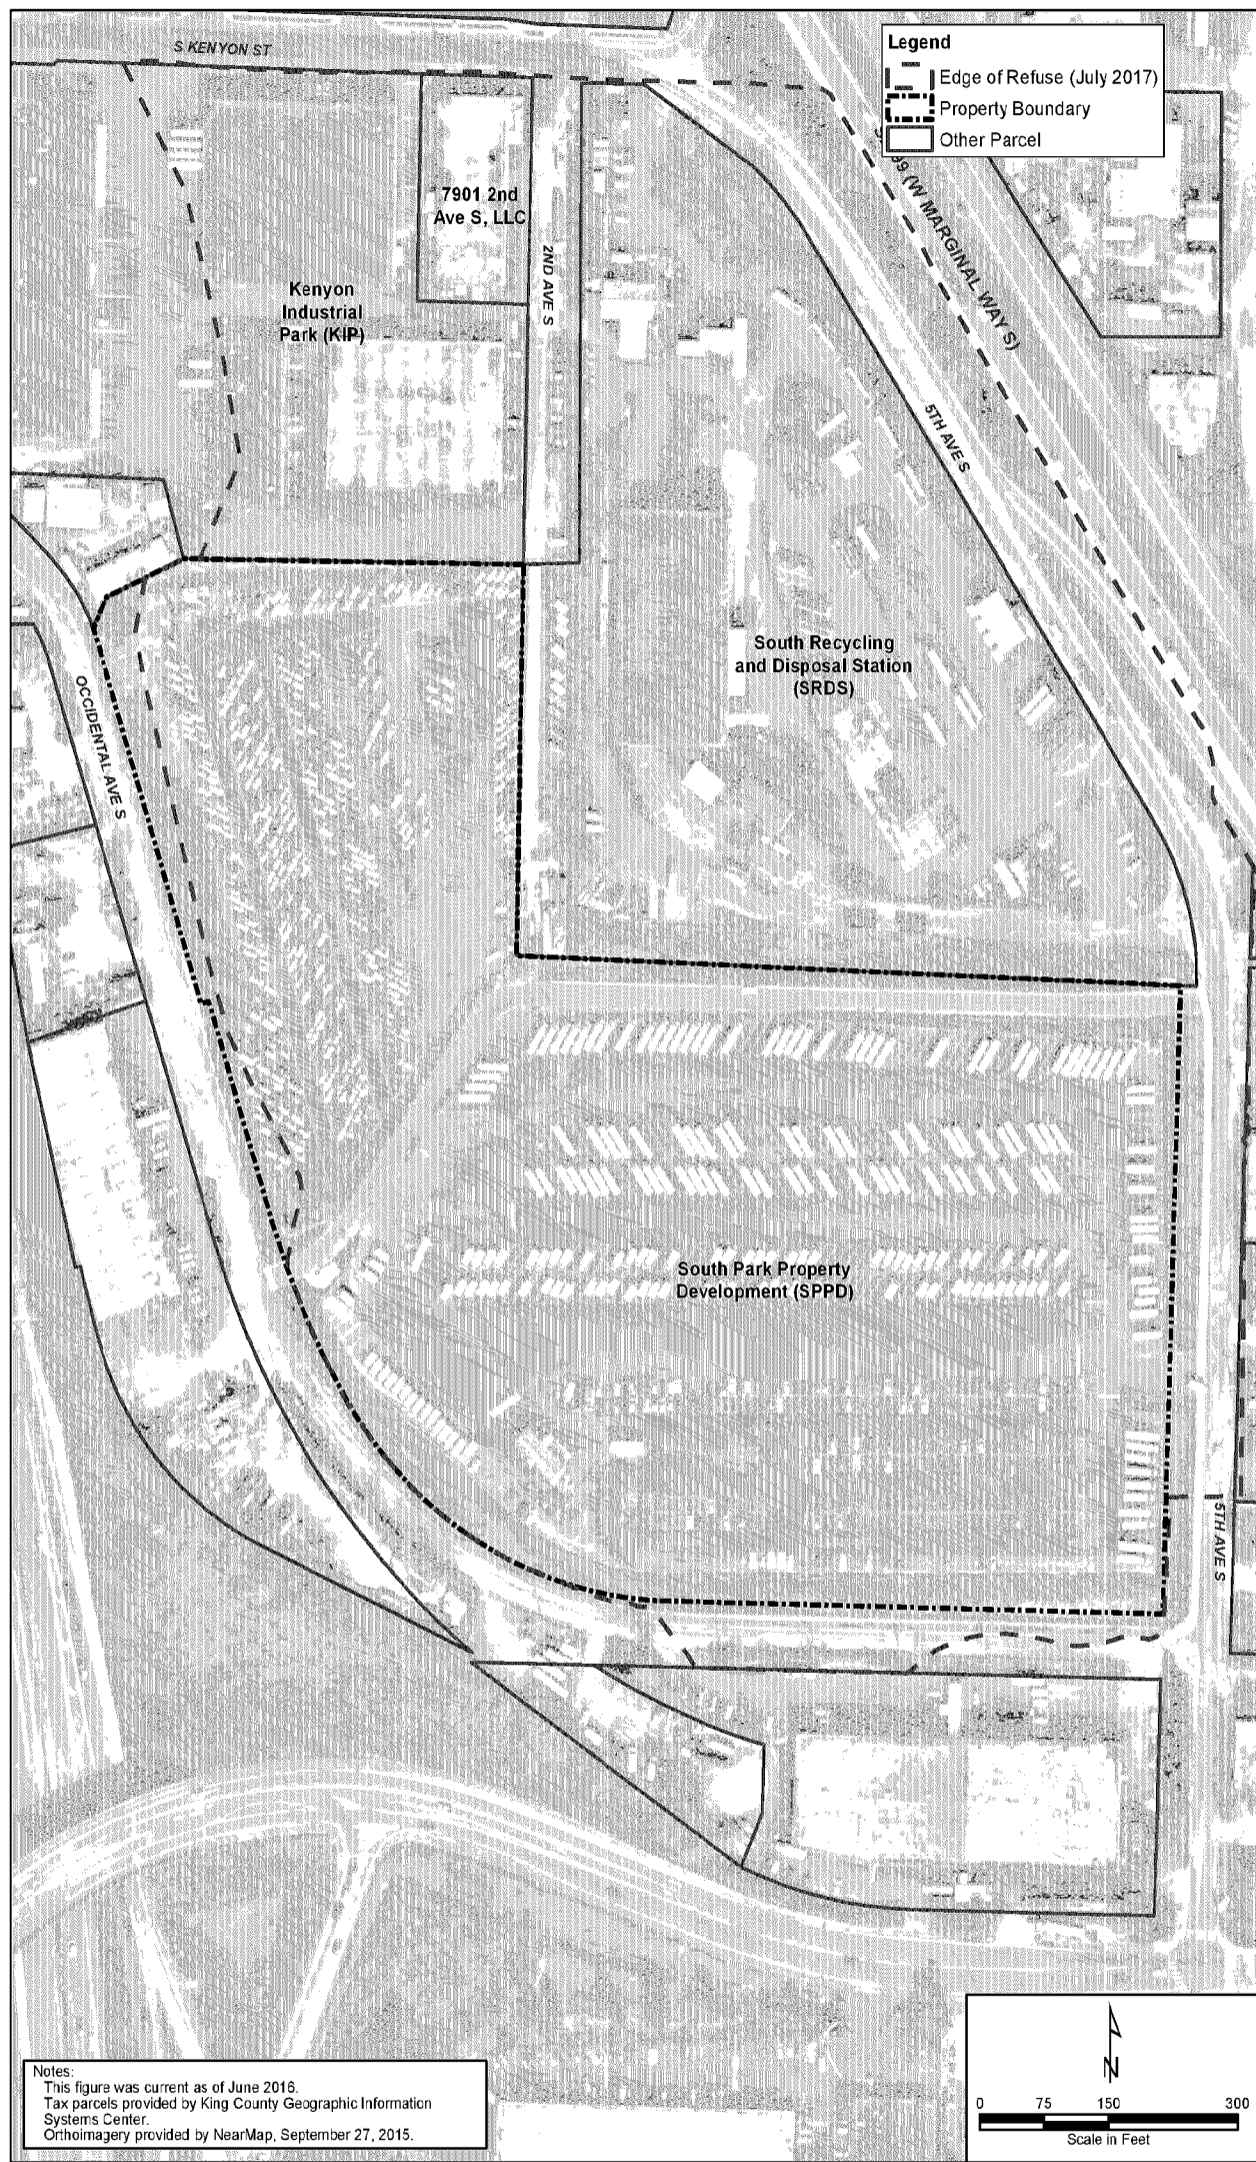 S KENYON ST
Legend
Edge of Refuse (July 2017)
Property Boundary
Other Parcel
99 (W MARGINAL WAY S)
7901 2nd
Ave S, LLC
2ND AVE S
Kenyon
Industrial
Park (KIP)
5TH AVE S
South Recycling
and Disposal Station
(SRDS)
OCCIDENTAL AVE S
South Park Property
Development (SPPD)
5TH AVE S
Notes:
This figure was current as of June 2016.
Tax parcels provided by King County Geographic Information
Systems Center.
Orthoimagery provided by NearMap, September 27, 2015.
N
0 75 150 300
Scale in Feet